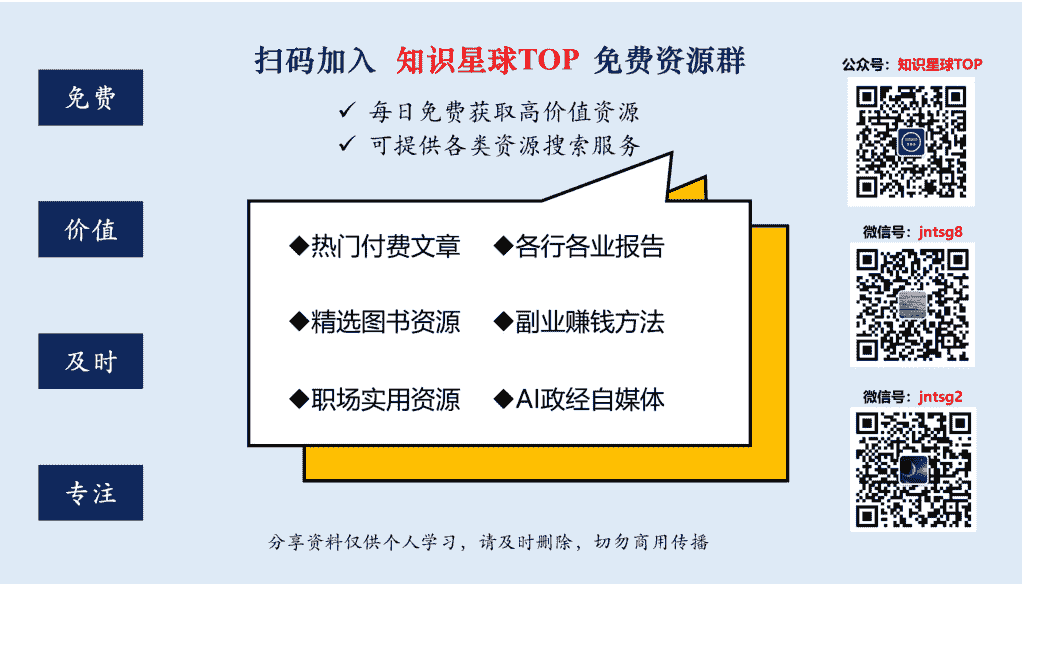 扫码加入 知识星球TOP 免费资源群
✓ 每日免费获取高价值资源
✓ 可提供各类资源搜索服务
免费
价值
及时
专注
◆热门付费文章 ◆各行各业报告
◆精选图书资源 ◆副业赚钱方法
◆职场实用资源 ◆AI政经自媒体
分享资料仅供个人学习，请及时删除，切勿商用传播
公众号：知识星球TOP
微信号：jntsg8
微信号：jntsg2